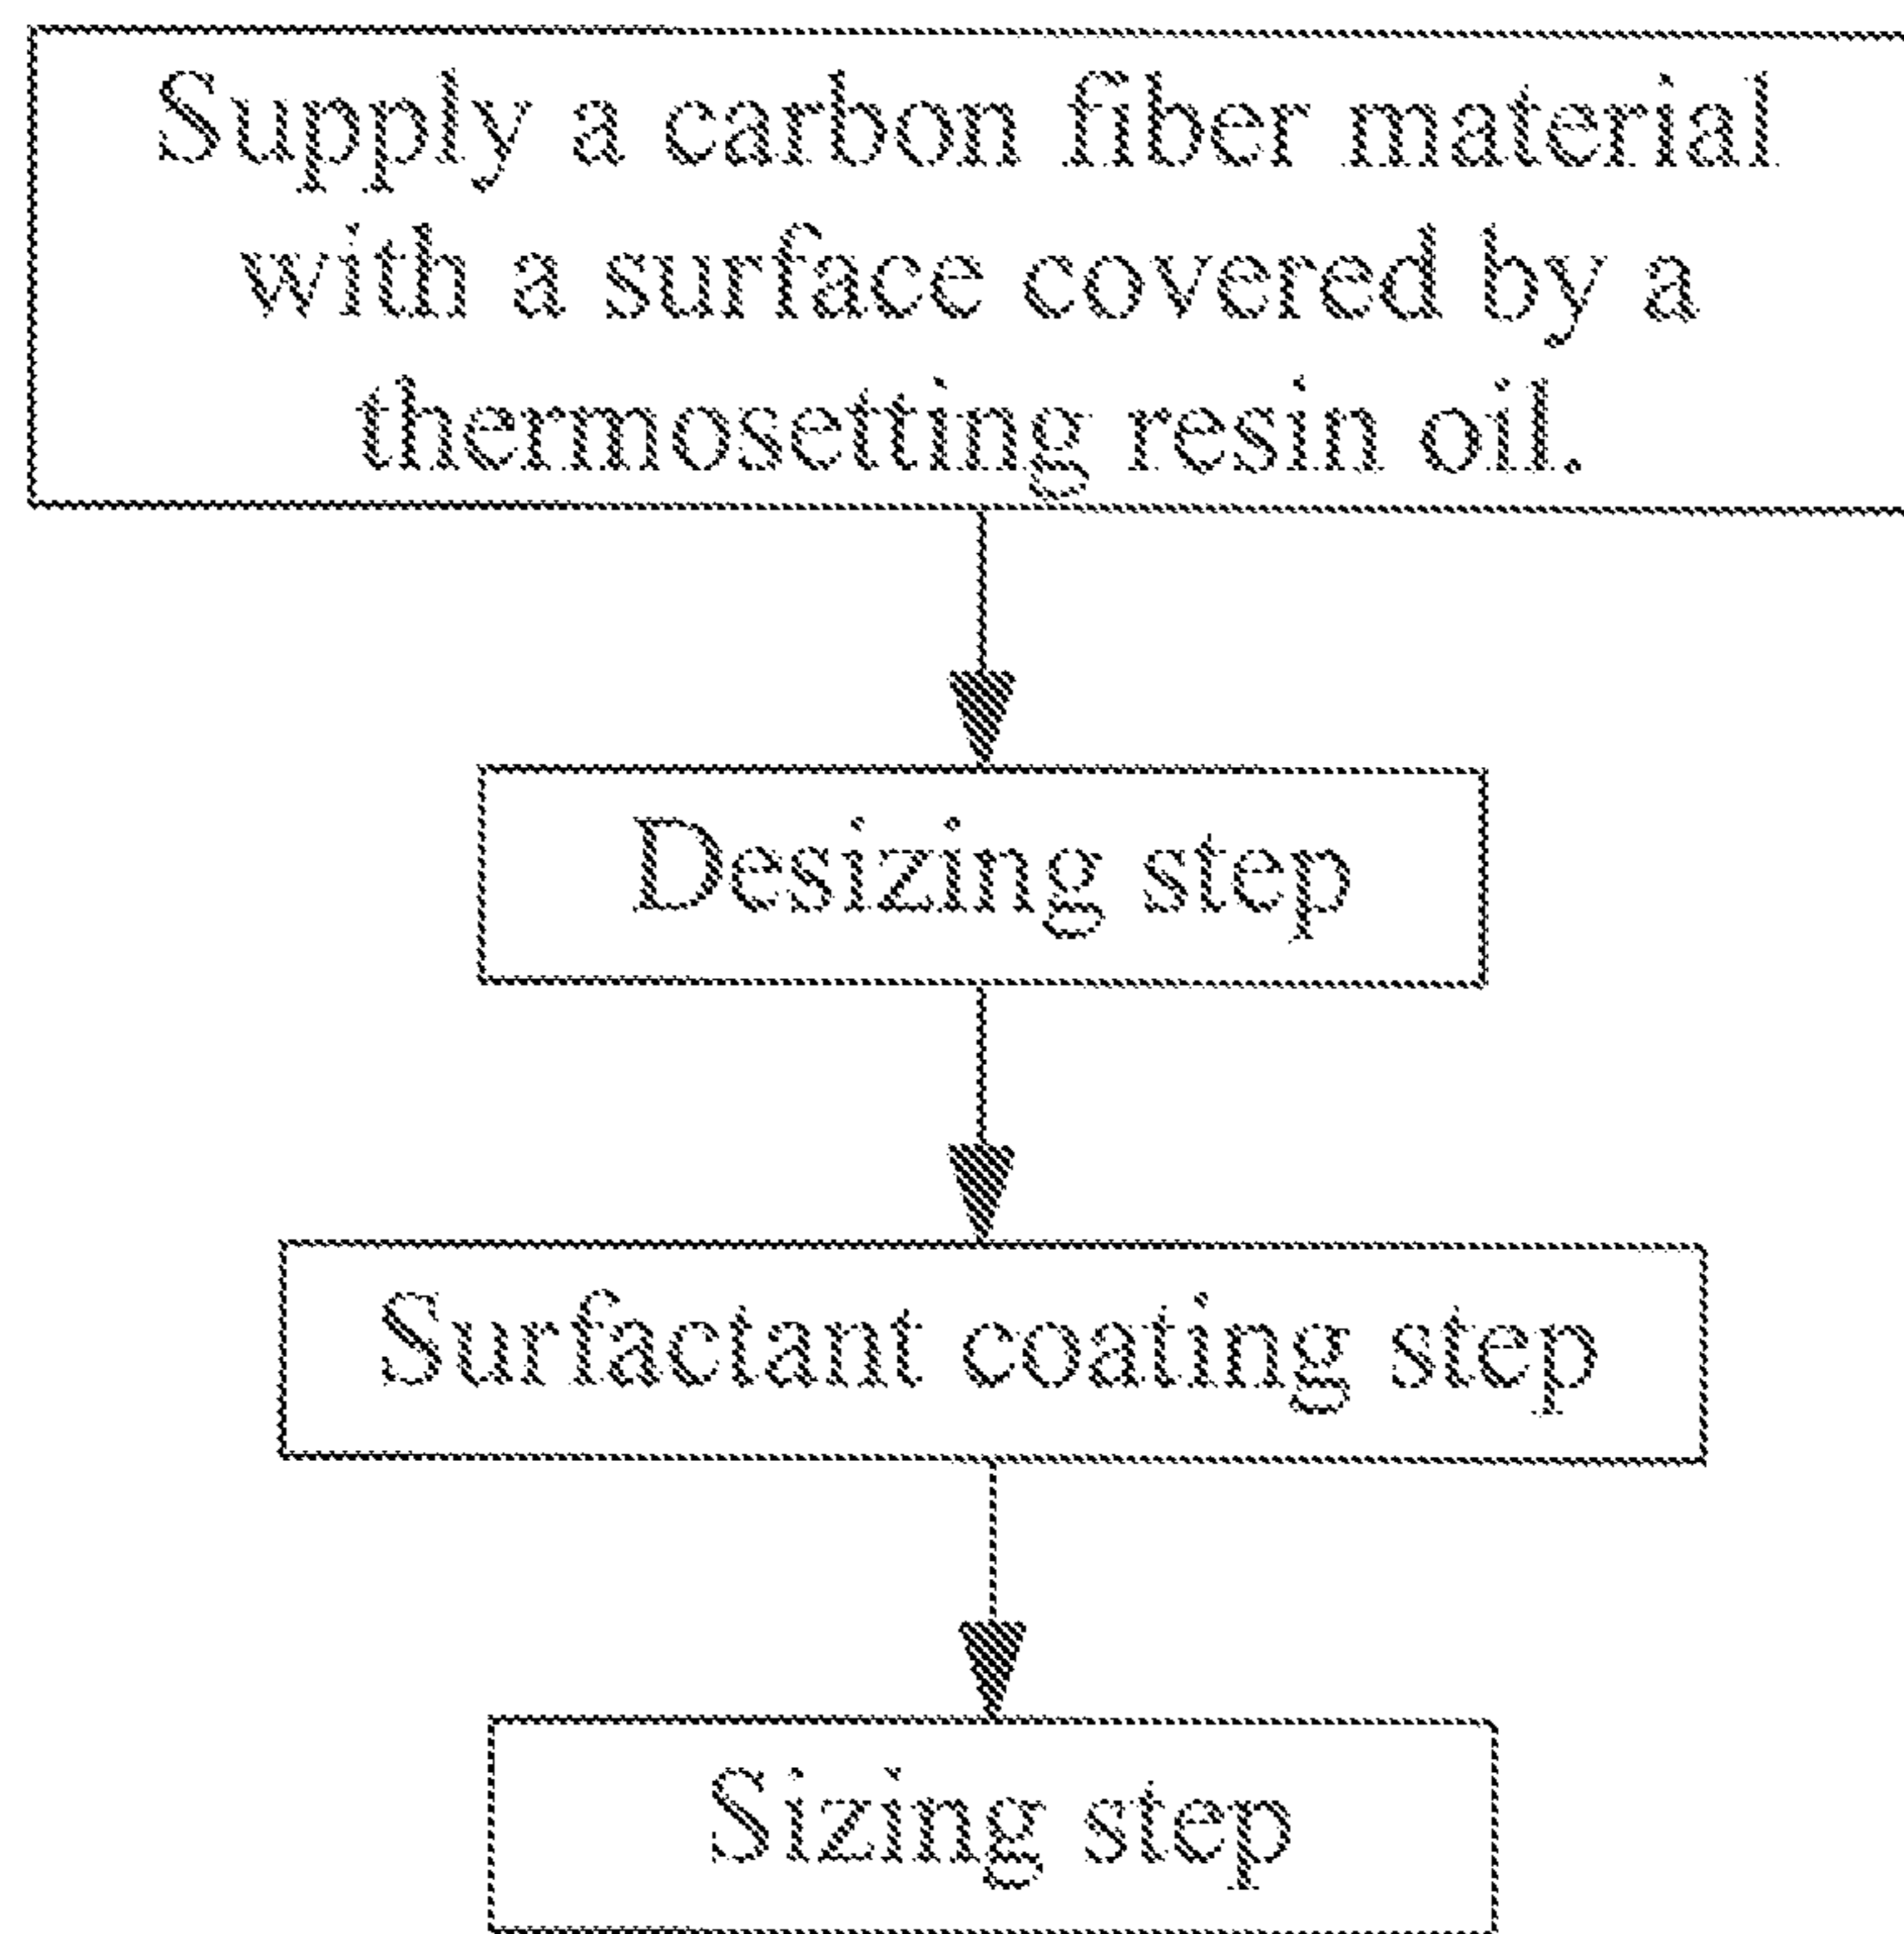 Supply a carbon fiber material
with a surface covered by a
thermosetting resin oil.
Desizing step
Surfactant coating step
Sizing step